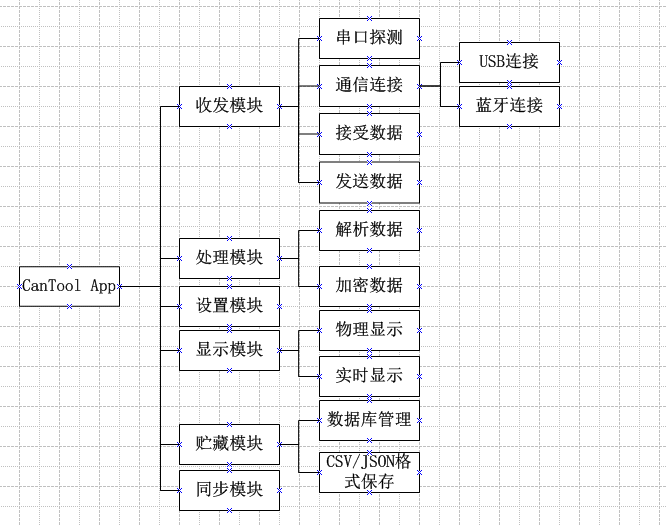 串口探测
USB连接
通信连接
蓝牙连接
收发模块
接受数据
发送数据
解析数据
处理模块
CanTool App
加密数据
设置模块
物理显示
显示模块
实时显示
数据库管理
贮藏模块
CSV/JSON格
式保存
同步模块